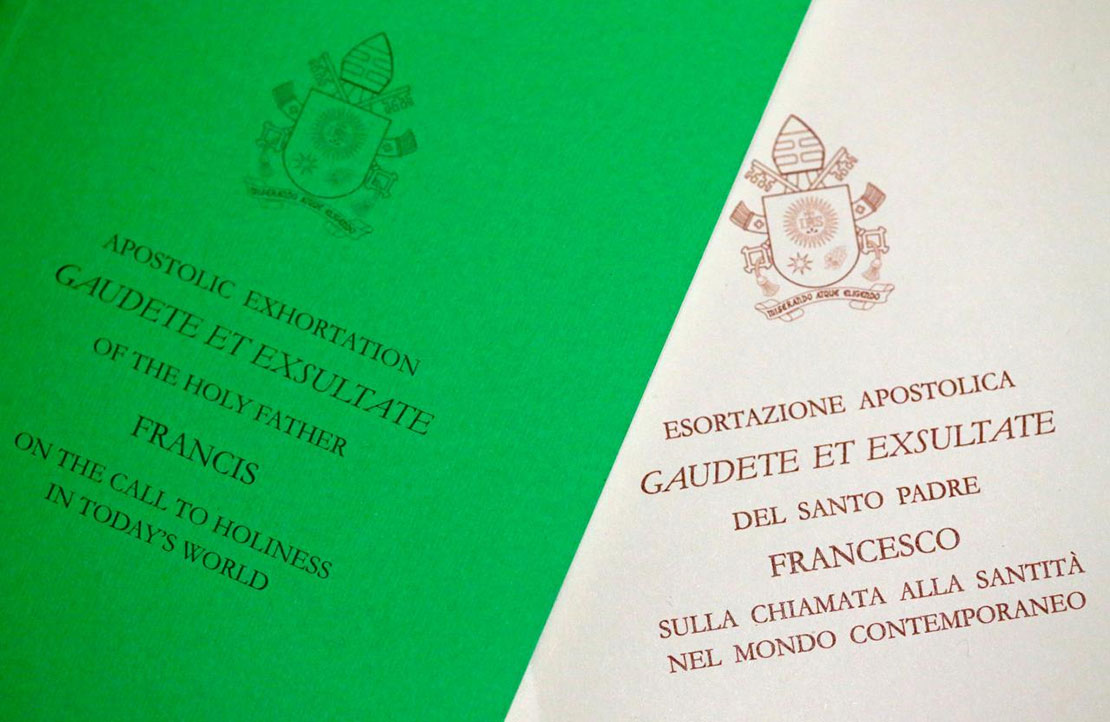 MISERANDO ATQUE ELIGENDO
APOSTOLIC EXHORTATION
GAUDETE ET EXSULTATE
OF THE HOLY FATHER
FRANCIS
ON THE CALL TO HOLINESS
IN TODAY'S WORLD
IHS
MISERANDO ATQUE ELIGENDO
ESORTAZIONE APOSTOLICA
GAUDETE ET EXSULTATE
DEL SANTO PADRE
FRANCESCO
SULLA CHIAMATA ALLA SANTITÀ
NEL MONDO CONTEMPORANEO